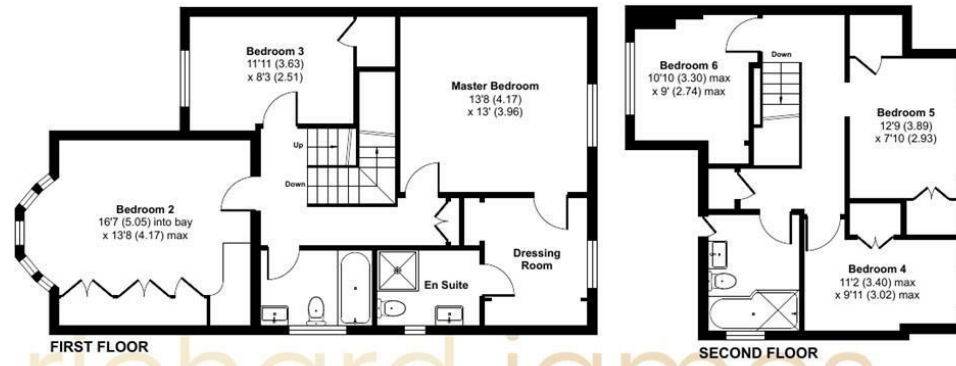 Bedroom 3
11'11 (3.63)
x 8'3 (2.51)
Master Bedroom
13'8 (4.17)
x 13' (3.96)
Up
Down
Bedroom 2
16'7 (5.05) into bay
x 13'8 (4.17) max
En Suite
Dressing
Room
FIRST FLOOR
Bedroom 6
10'10 (3.30) max
x 9' (2.74) max
Down
Bedroom 5
12'9 (3.89)
x 7'10 (2.93)
Bedroom 4
11'2 (3.40) max
x 9'11 (3.02) max
SECOND FLOOR
richard james